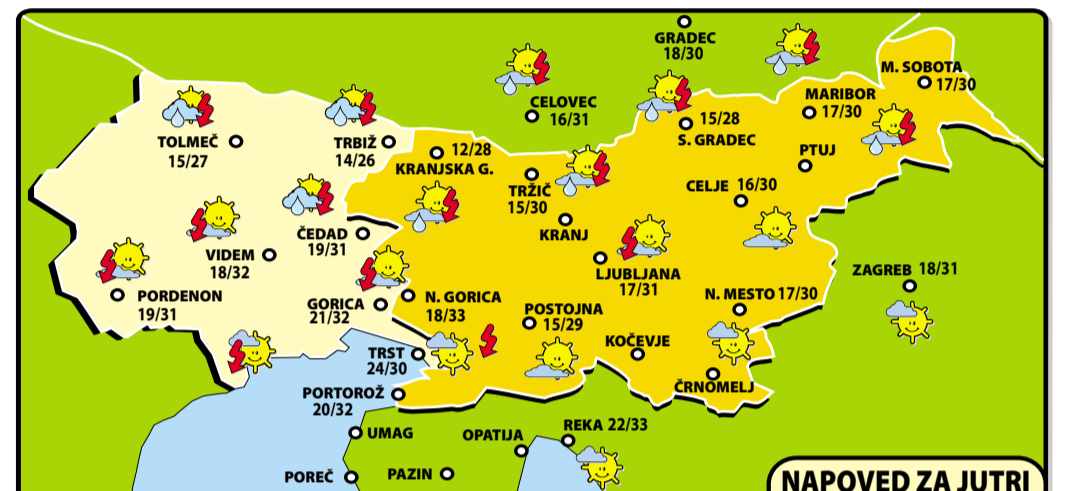 GRADEC
18/30
M. SOBOTA
17/30
CELOVEC
16/31
MARIBOR
17/30
15/28
S. GRADEC
TOLMEČ
15/27
TRBIŽ
14/26
12/28
KRANJSKA G.
PTUJ
TRŽIČ
15/30
CELJE 16/30
KRANJ
ČEDAD
19/31
VIDEM
18/32
LJUBLJANA
17/31
ZAGREB 18/31
PORDENON
19/31
GORICA
21/32
N. GORICA
18/33
N. MESTO 17/30
POSTOJNA
15/29
KOČEVJE
TRST
24/30
ČRNOMELJ
PORTOROŽ
20/32
UMAG
OPATIJA
REKA 22/33
POREČ
PAZIN
NAPOVED ZA JUTRI